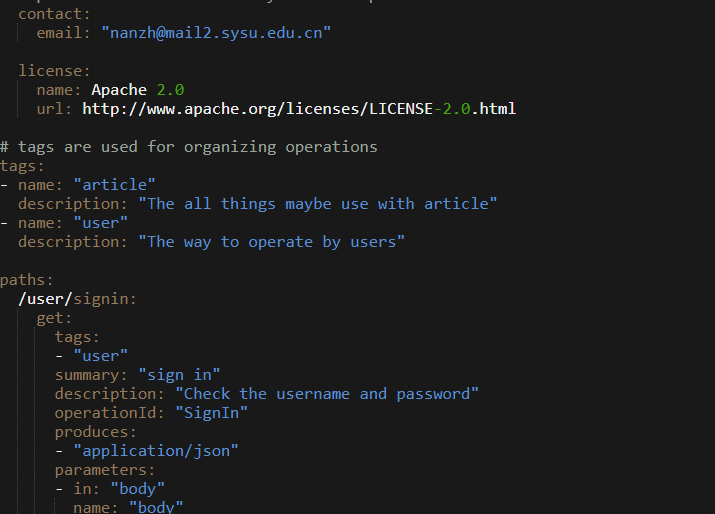 contact:
email: "nanzh@mail2.sysu.edu.cn"
license:
name: Apache 2.0
url: http://www.apache.org/licenses/LICENSE-2.0.html
# tags are used for organizing operations
tags:
- name: "article"
description: "The all things maybe use with article"
- name: "user"
description: "The way to operate by users"
paths:
/user/signin:
get:
tags:
- "user"
summary: "sign in"
description: "Check the username and password"
operationId: "SignIn"
produces:
- "application/json"
parameters:
- in: "body"
name: "body"